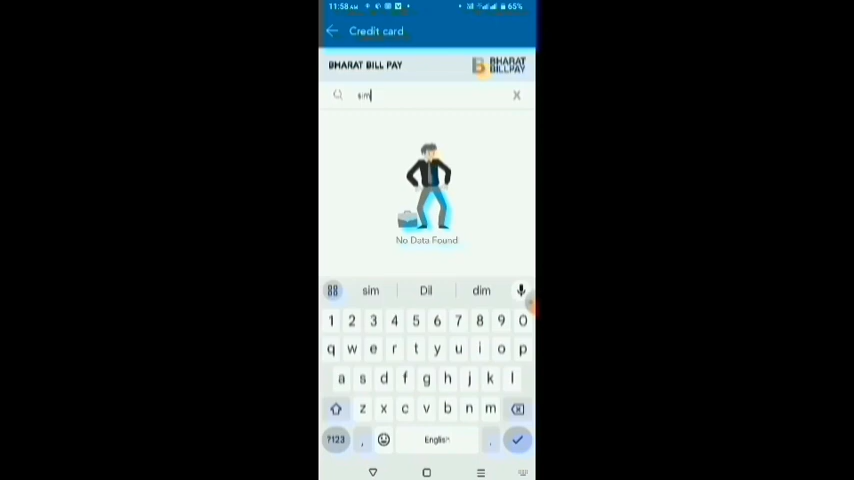 11:58 AM 65%
Credit card
BHARAT BILL PAY
BHARAT
BILLPAY
sim
No Data Found
sim Dil dim
1 2 3 4 5 6 7 8 9 0
q w e r t y u i o p
a s d f g h j k l
z x c v b n m
?123 , English .